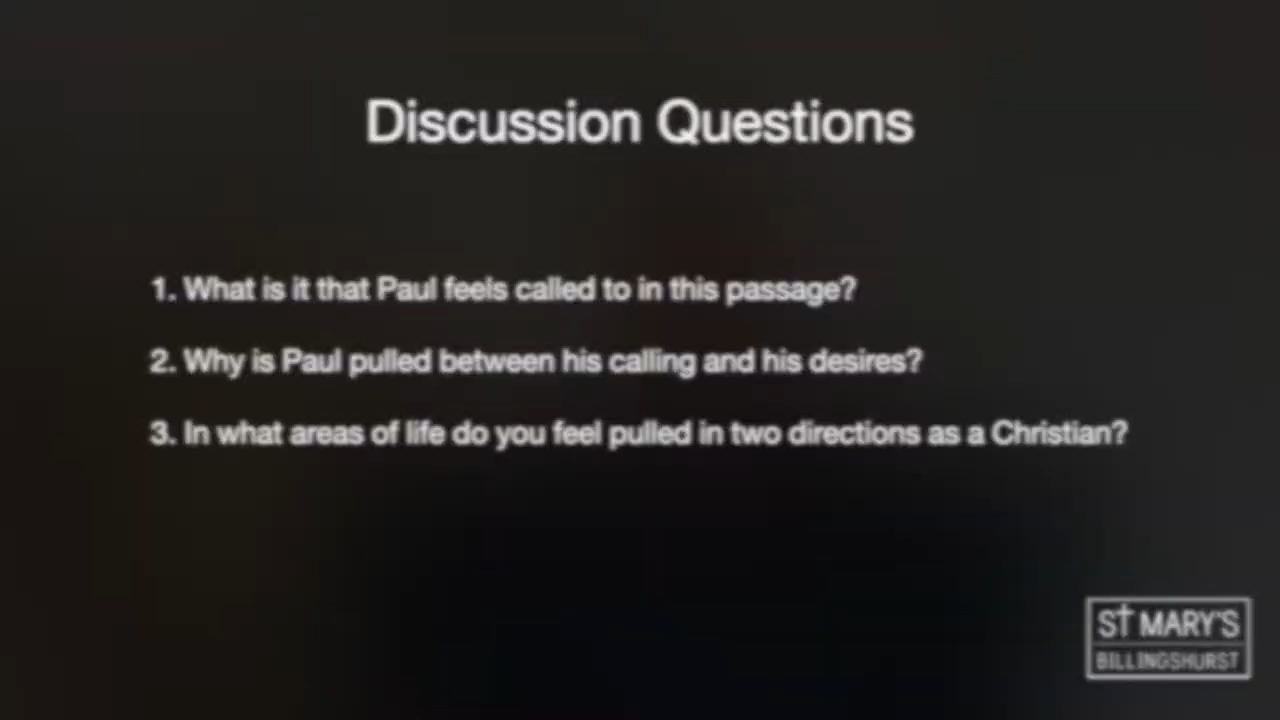 Discussion Questions
1. What is it that Paul feels called to in this passage?
2. Why is Paul pulled between his calling and his desires?
3. In what areas of life do you feel pulled in two directions as a Christian?
ST MARY'S
BILLINGSHURST